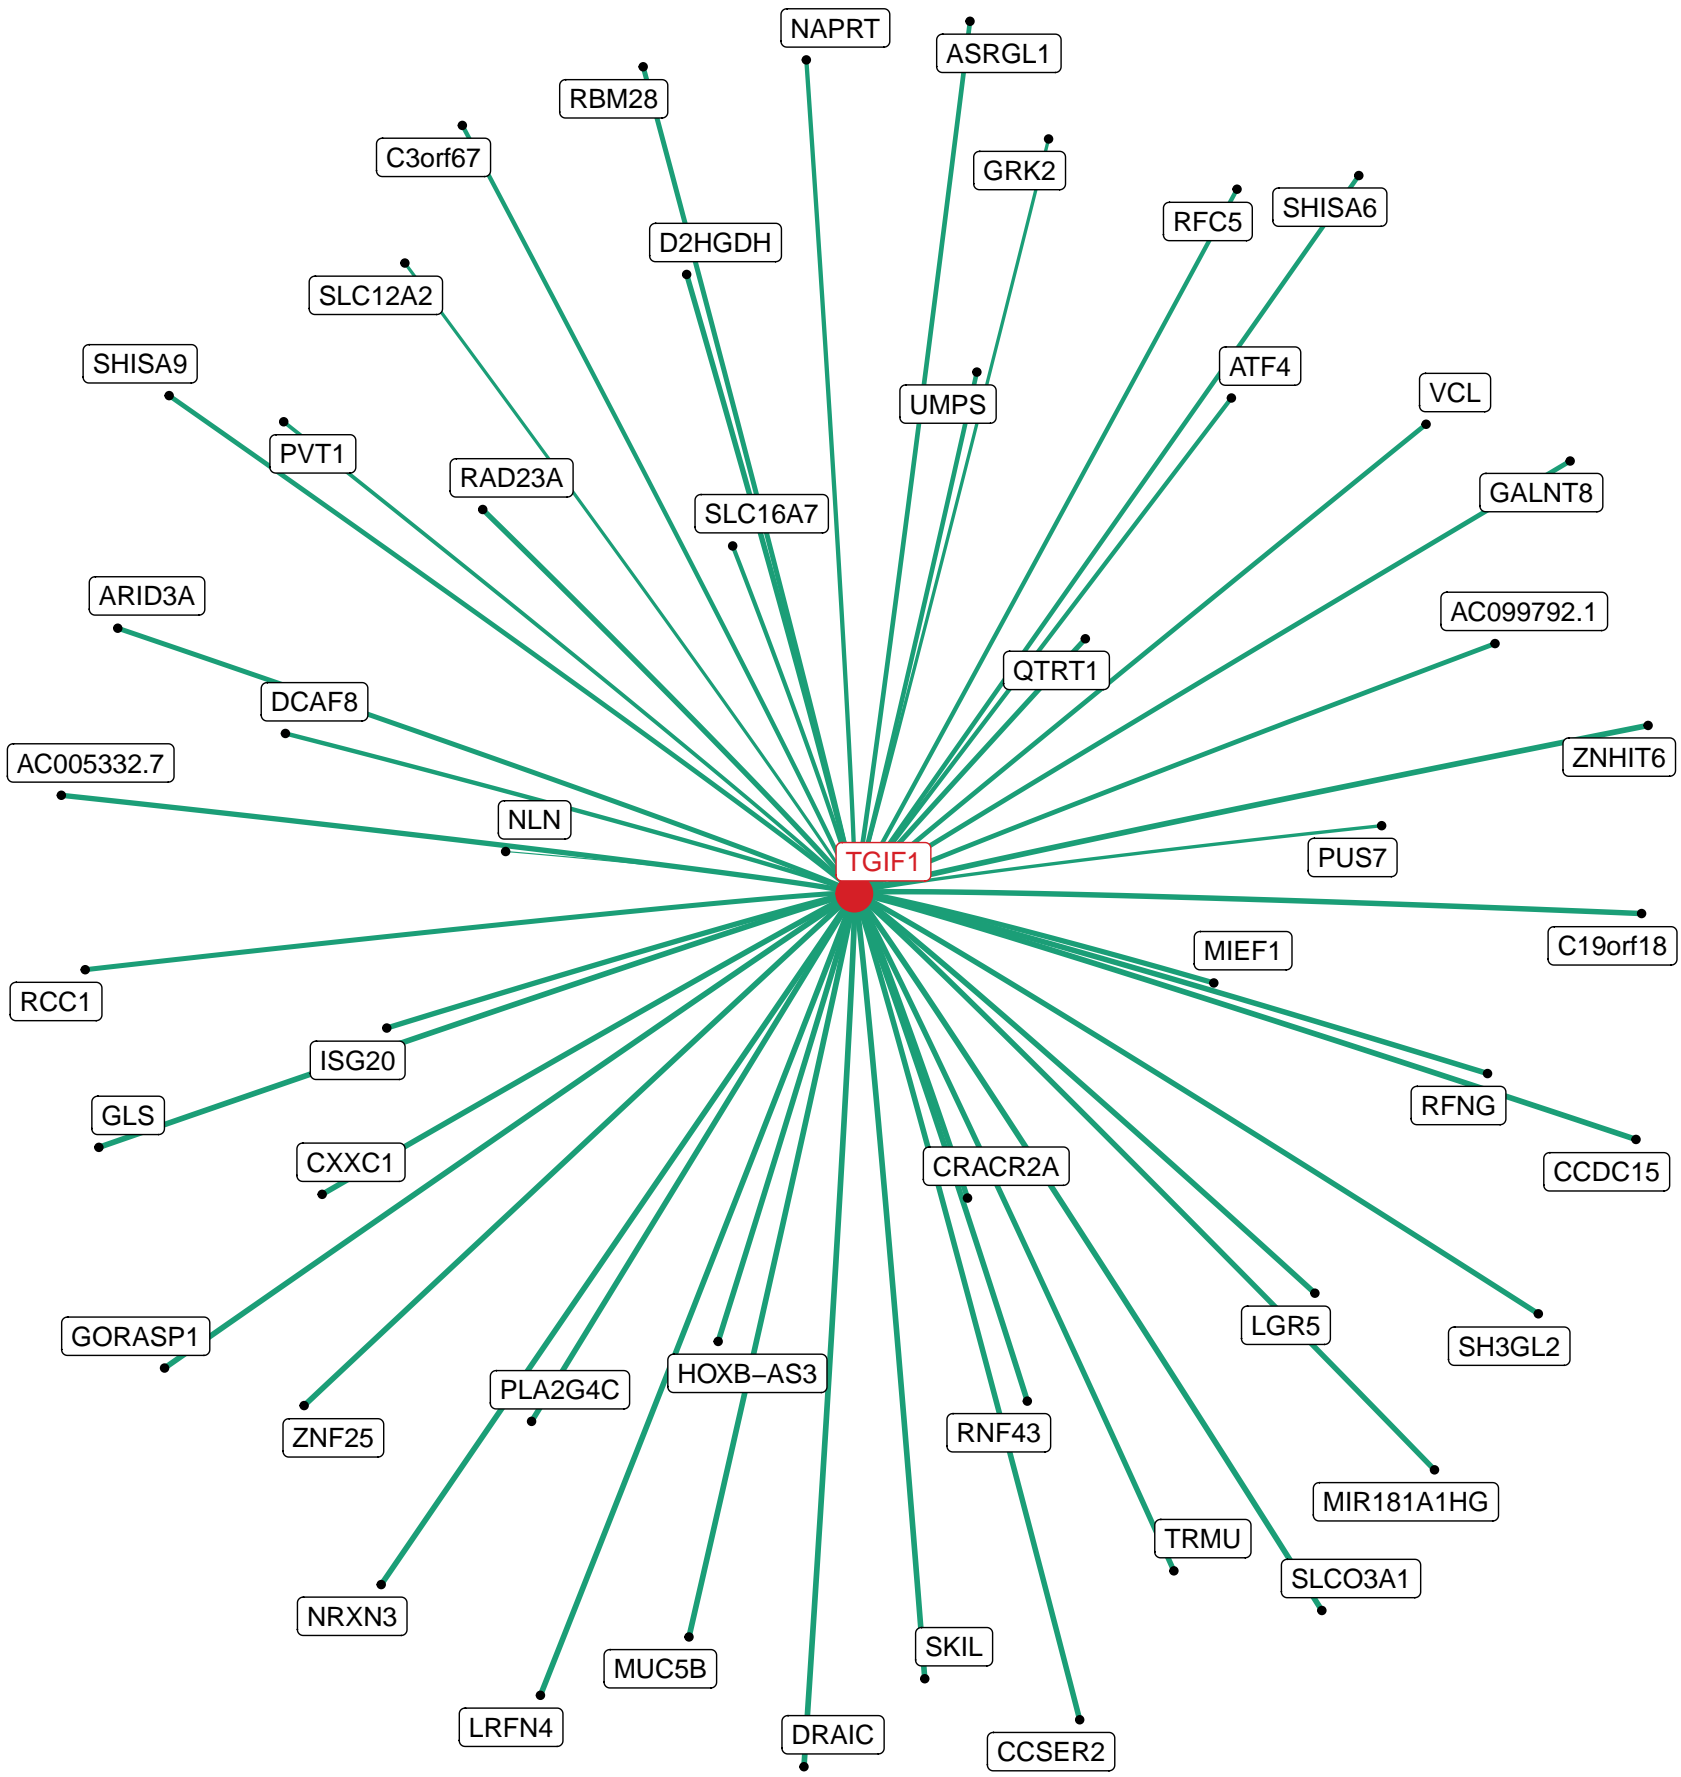 NAPRT
ASRGL1
RBM28
C3orf67
GRK2
SHISA6
RFC5
D2HGDH
SLC12A2
SHISA9
ATF4
VCL
UMPS
PVT1
RAD23A
GALNT8
SLC16A7
ARID3A
AC099792.1
QTRT1
DCAF8
ZNHIT6
AC005332.7
NLN
PUS7
TGIF1
C19orf18
MIEF1
RCC1
ISG20
RFNG
GLS
CXXC1
CRACR2A
CCDC15
LGR5
GORASP1
SH3GL2
HOXB−AS3
PLA2G4C
RNF43
ZNF25
MIR181A1HG
TRMU
SLCO3A1
NRXN3
SKIL
MUC5B
LRFN4
DRAIC
CCSER2